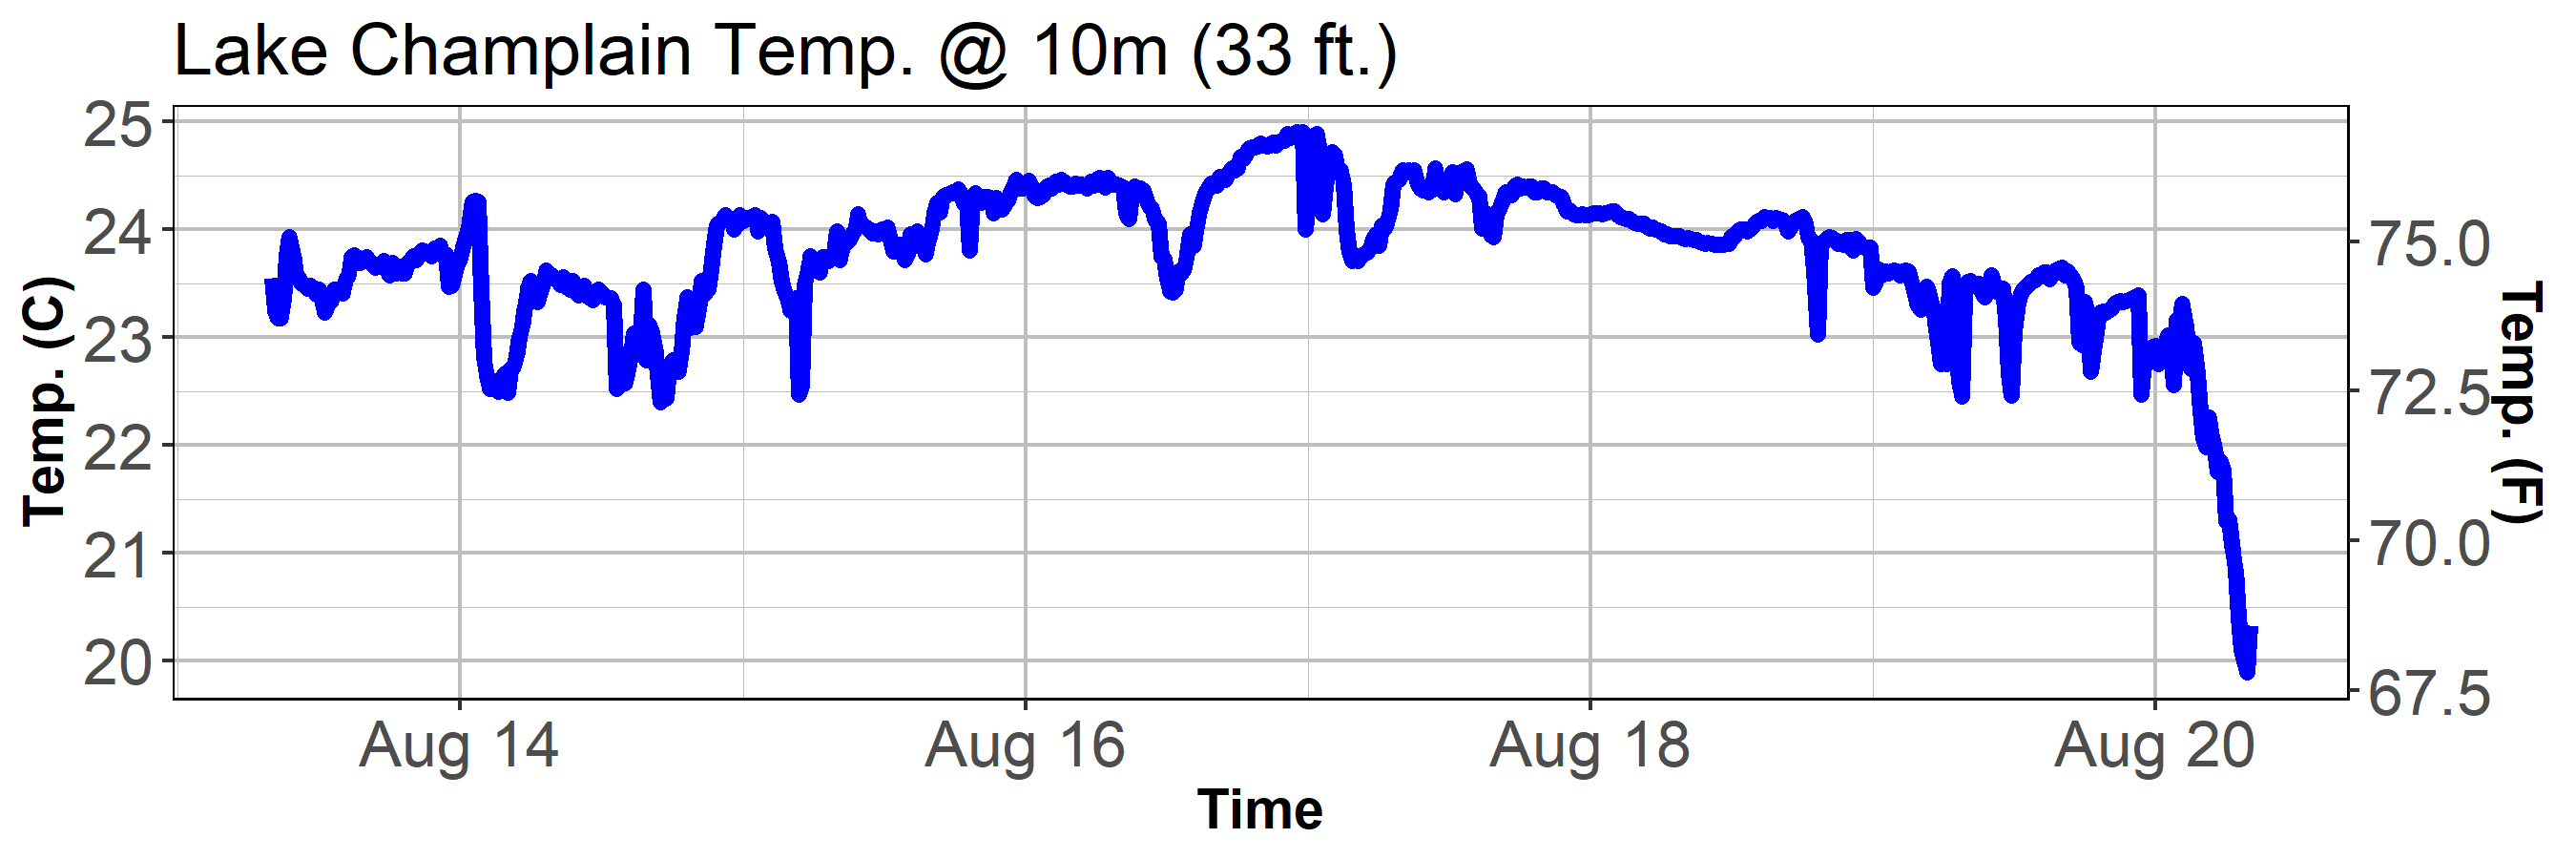 Lake Champlain Temp. @ 10m (33 ft.)
25
24
23
22
21
20
Temp. (C)
75.0
72.5
70.0
67.5
Temp. (F)
Aug 14
Aug 16
Aug 18
Aug 20
Time